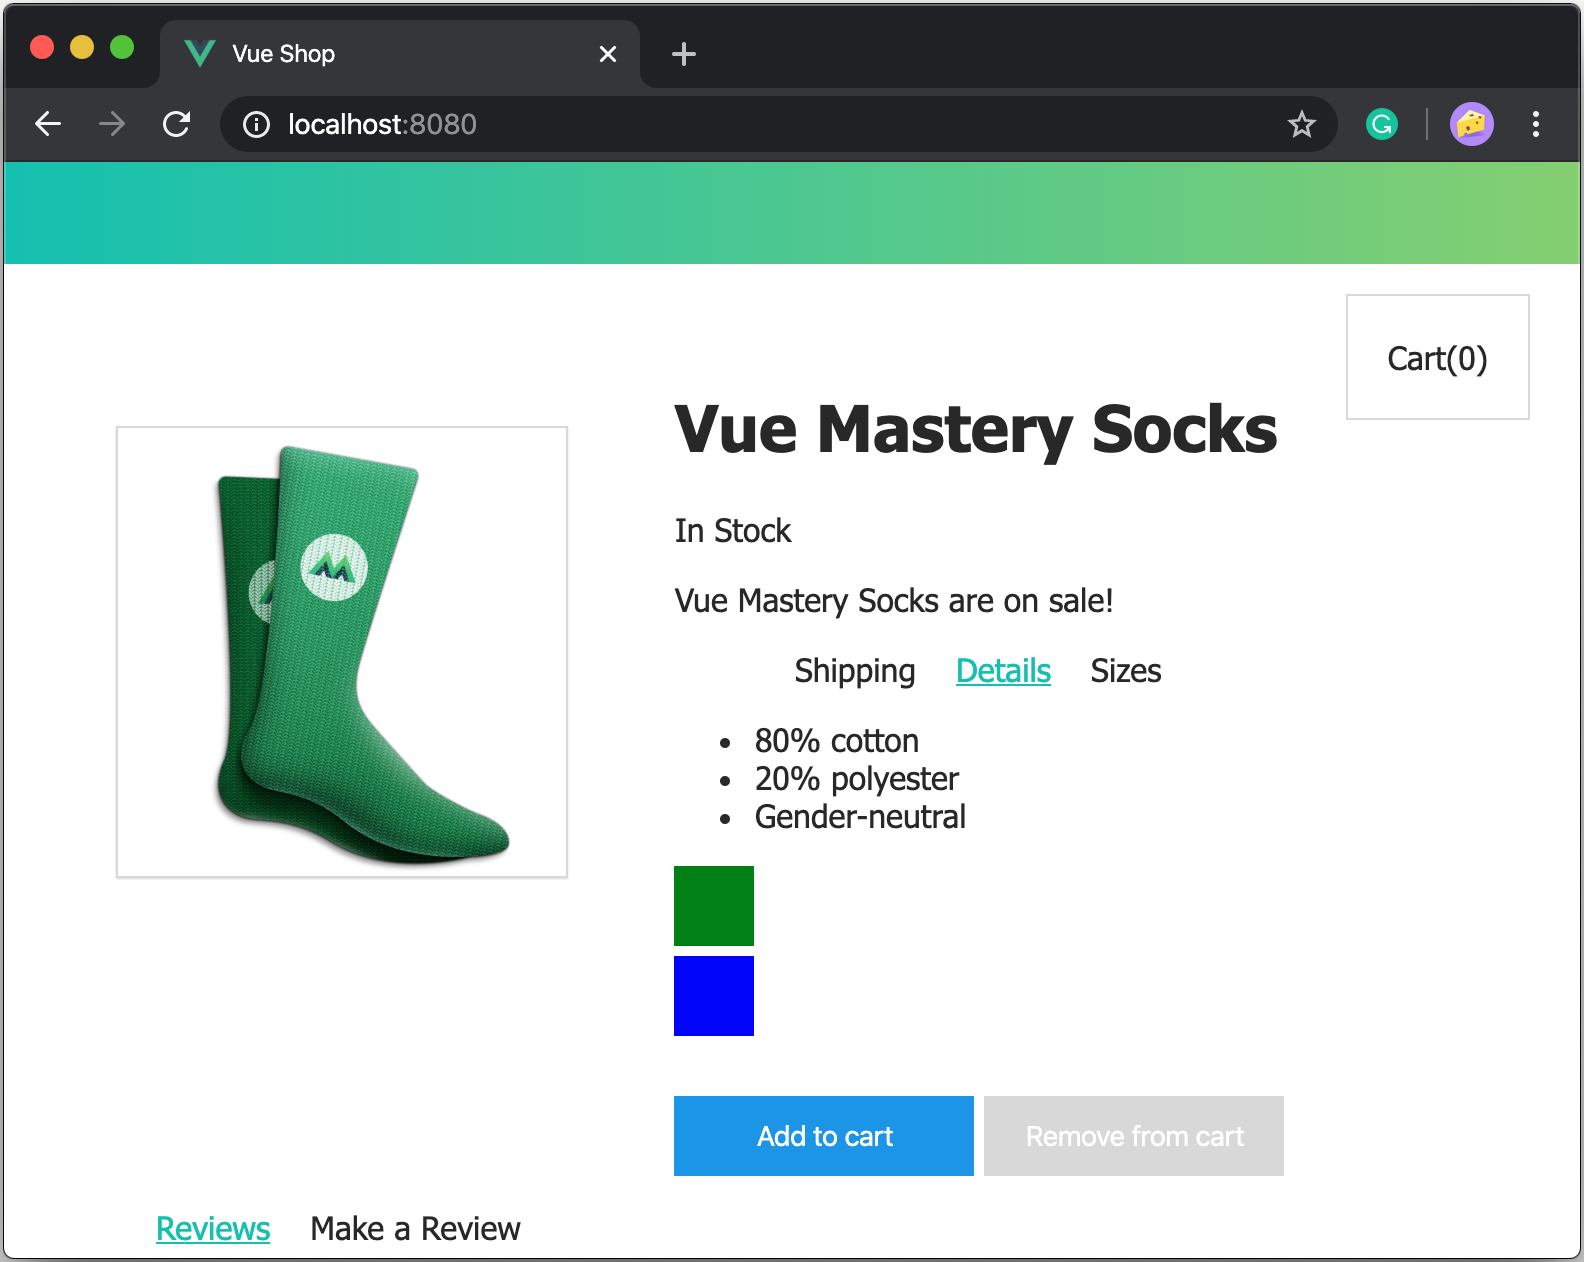 Vue Shop
localhost:8080
Cart(0)
Vue Mastery Socks
In Stock
Vue Mastery Socks are on sale!
Shipping Details Sizes
80% cotton
20% polyester
Gender-neutral
Add to cart Remove from cart
Reviews Make a Review